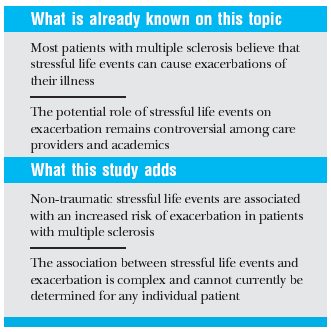 What is already known on this topic
Most patients with multiple sclerosis believe that
stressful life events can cause exacerbations of
their illness
The potential role of stressful life events on
exacerbation remains controversial among care
providers and academics
What this study adds
Non-traumatic stressful life events are associated
with an increased risk of exacerbation in patients
with multiple sclerosis
The association between stressful life events and
exacerbation is complex and cannot currently be
determined for any individual patient